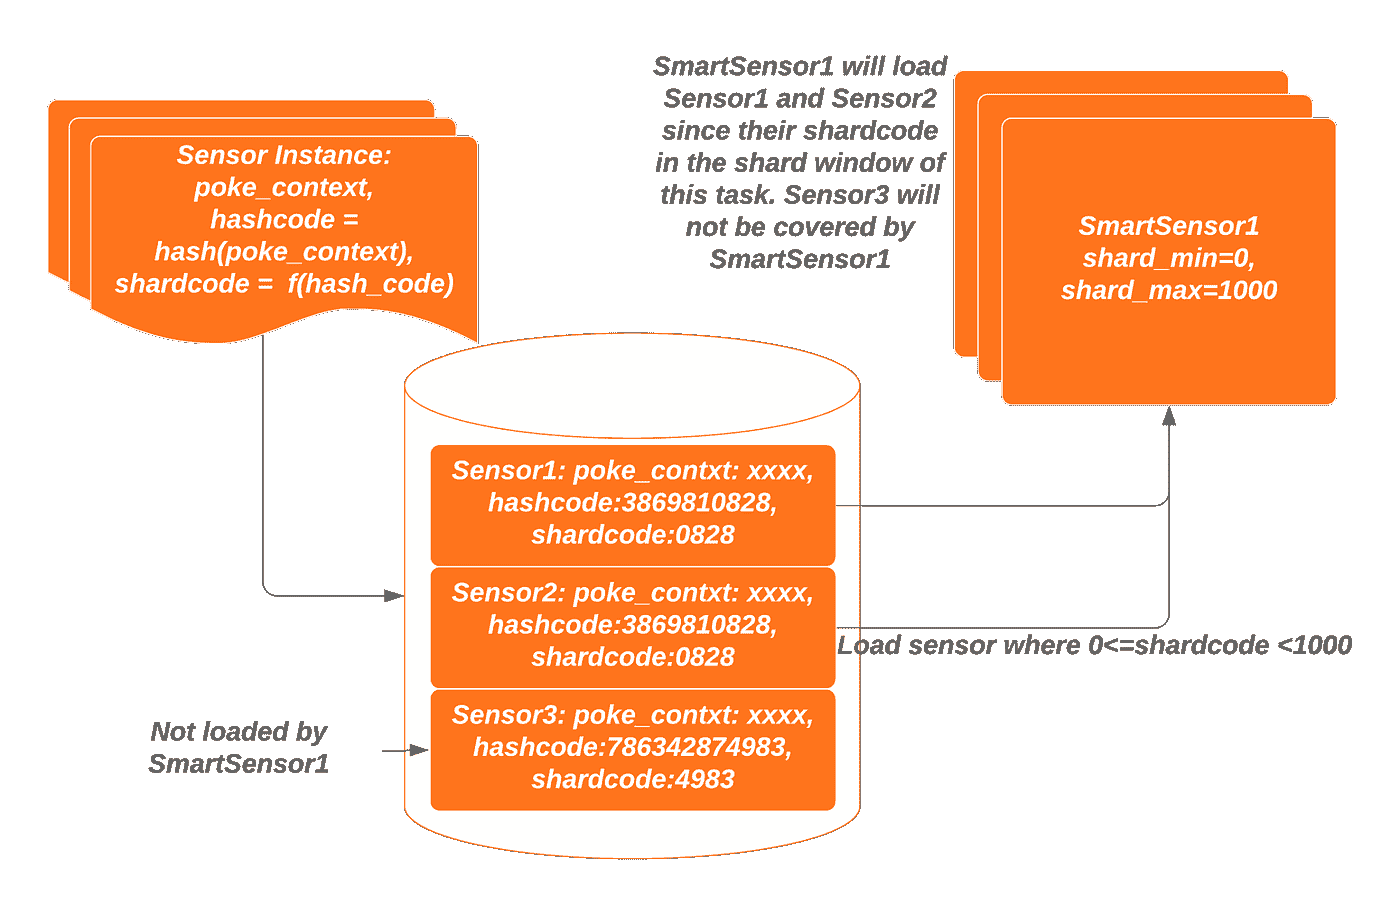 SmartSensor1 will load
Sensor1 and Sensor2
since their shardcode
in the shard window of
this task. Sensor3 will
not be covered by
SmartSensor1
Sensor Instance:
poke_context,
hashcode =
hash(poke_context),
shardcode =  f(hash_code)
SmartSensor1
shard_min=0,
shard_max=1000
Sensor1: poke_contxt: xxxx,
hashcode:3869810828,
shardcode:0828
Sensor2: poke_contxt: xxxx,
hashcode:3869810828,
shardcode:0828
Load sensor where 0<=shardcode <1000
Sensor3: poke_contxt: xxxx,
hashcode:786342874983,
shardcode:4983
Not loaded by
SmartSensor1